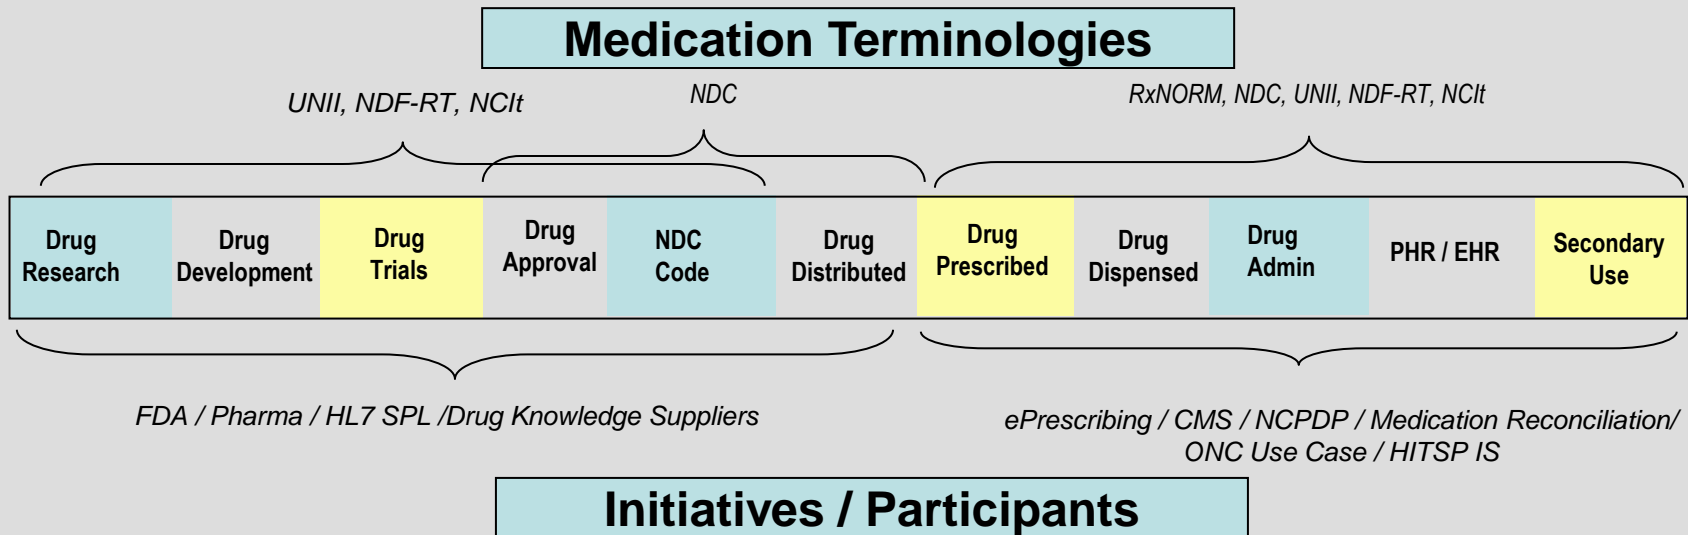 Medication Terminologies
UNII, NDF-RT, NCIt
NDC
RxNORM, NDC, UNII, NDF-RT, NCIt
Drug
Research
Drug
Development
Drug
Trials
Drug
Approval
NDC
Code
Drug
Distributed
Drug
Prescribed
Drug
Dispensed
Drug
Admin
PHR / EHR
Secondary
Use
FDA / Pharma / HL7 SPL /Drug Knowledge Suppliers
ePrescribing / CMS / NCPDP / Medication Reconciliation/
ONC Use Case / HITSP IS
Initiatives / Participants